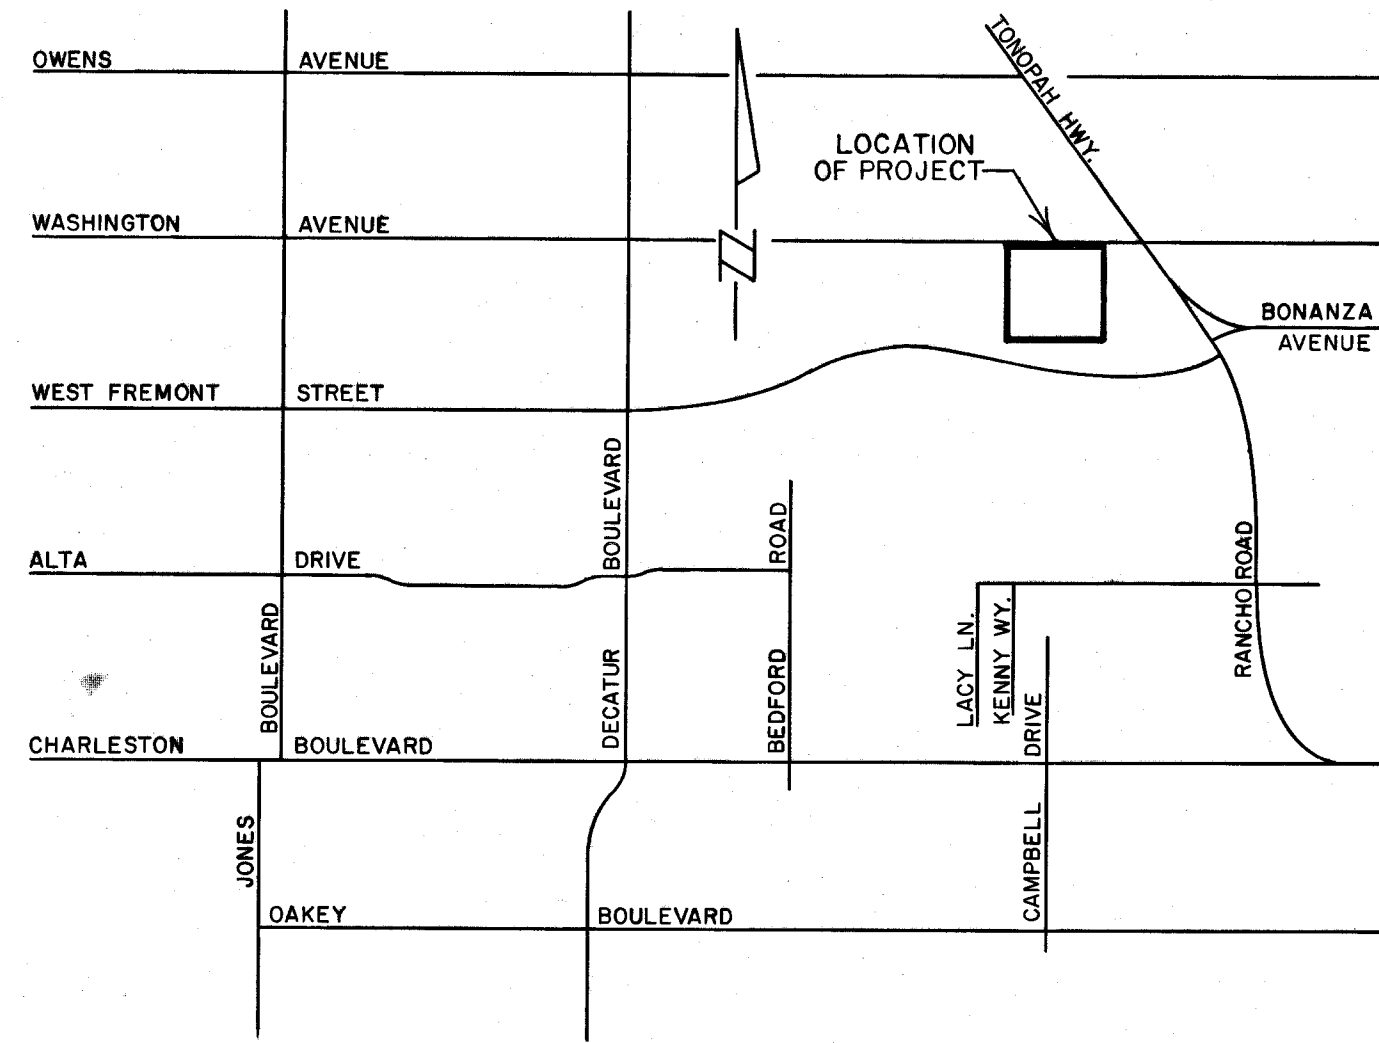 OWENS AVENUE
TONOPAH HWY.
LOCATION
OF PROJECT
WASHINGTON AVENUE
N
BONANZA
AVENUE
WEST FREMONT STREET
BOULEVARD
ROAD
ALTA DRIVE
RANCHO ROAD
BOULEVARD
DECATUR
BEDFORD
LACY LN.
KENNY WY.
DRIVE
CHARLESTON BOULEVARD
JONES
CAMPBELL
OAKEY BOULEVARD